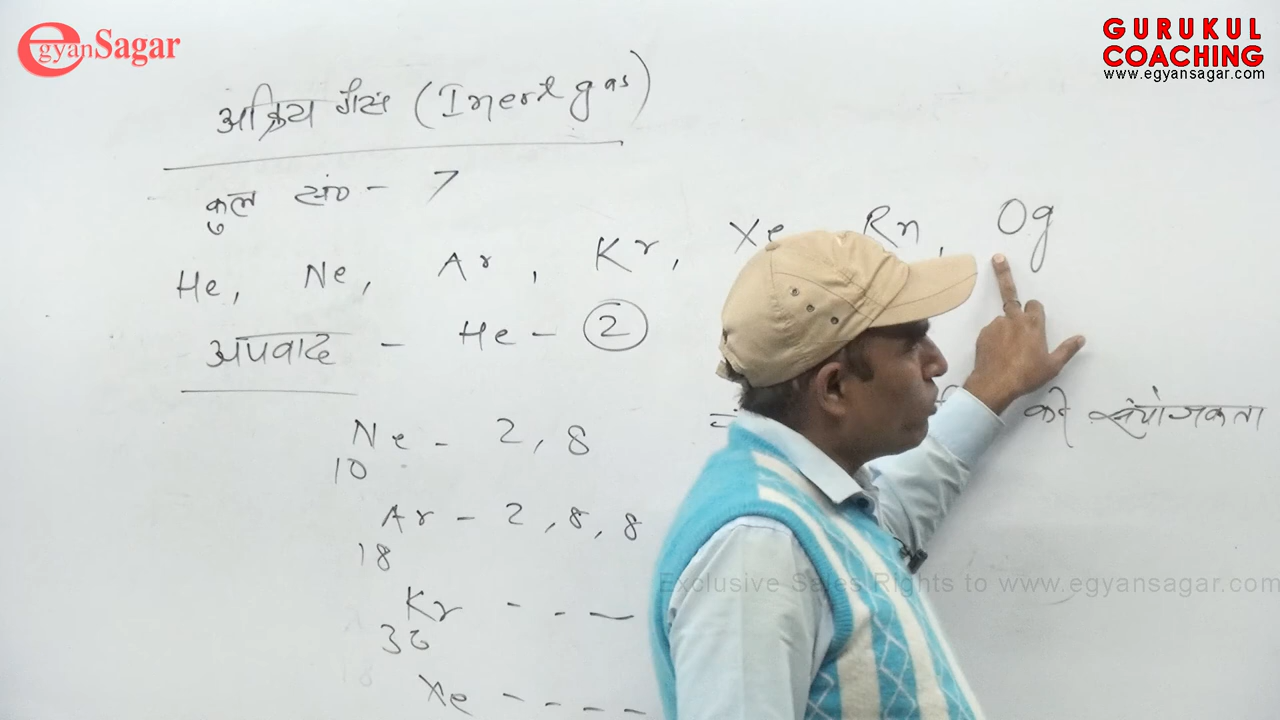 egyanSagar
GURUKUL
COACHING
www.egyansagar.com
अक्रिय गैस (Inert gas)
कुल सं० - 7
He, Ne, Ar, Kr, Xe Rn, Og
अपवाद - He - 2
Ne - 2, 8
10
की संयोजकता
Ar - 2, 8, 8
18
Exclusive Sales Rights to www.egyansagar.com
Kr - - -
36
Xe - - - -